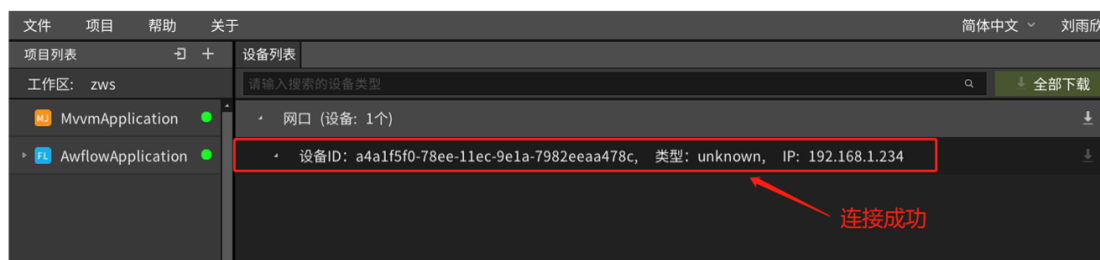 文件 项目 帮助 关于 简体中文 刘雨欣
项目列表 设备列表
工作区: zws 请输入搜索的设备类型 全部下载
MJ MvvmApplication 网口 (设备: 1个)
FL AwflowApplication 设备ID: a4a1f5f0-78ee-11ec-9e1a-7982eeaa478c, 类型: unknown, IP: 192.168.1.234
连接成功